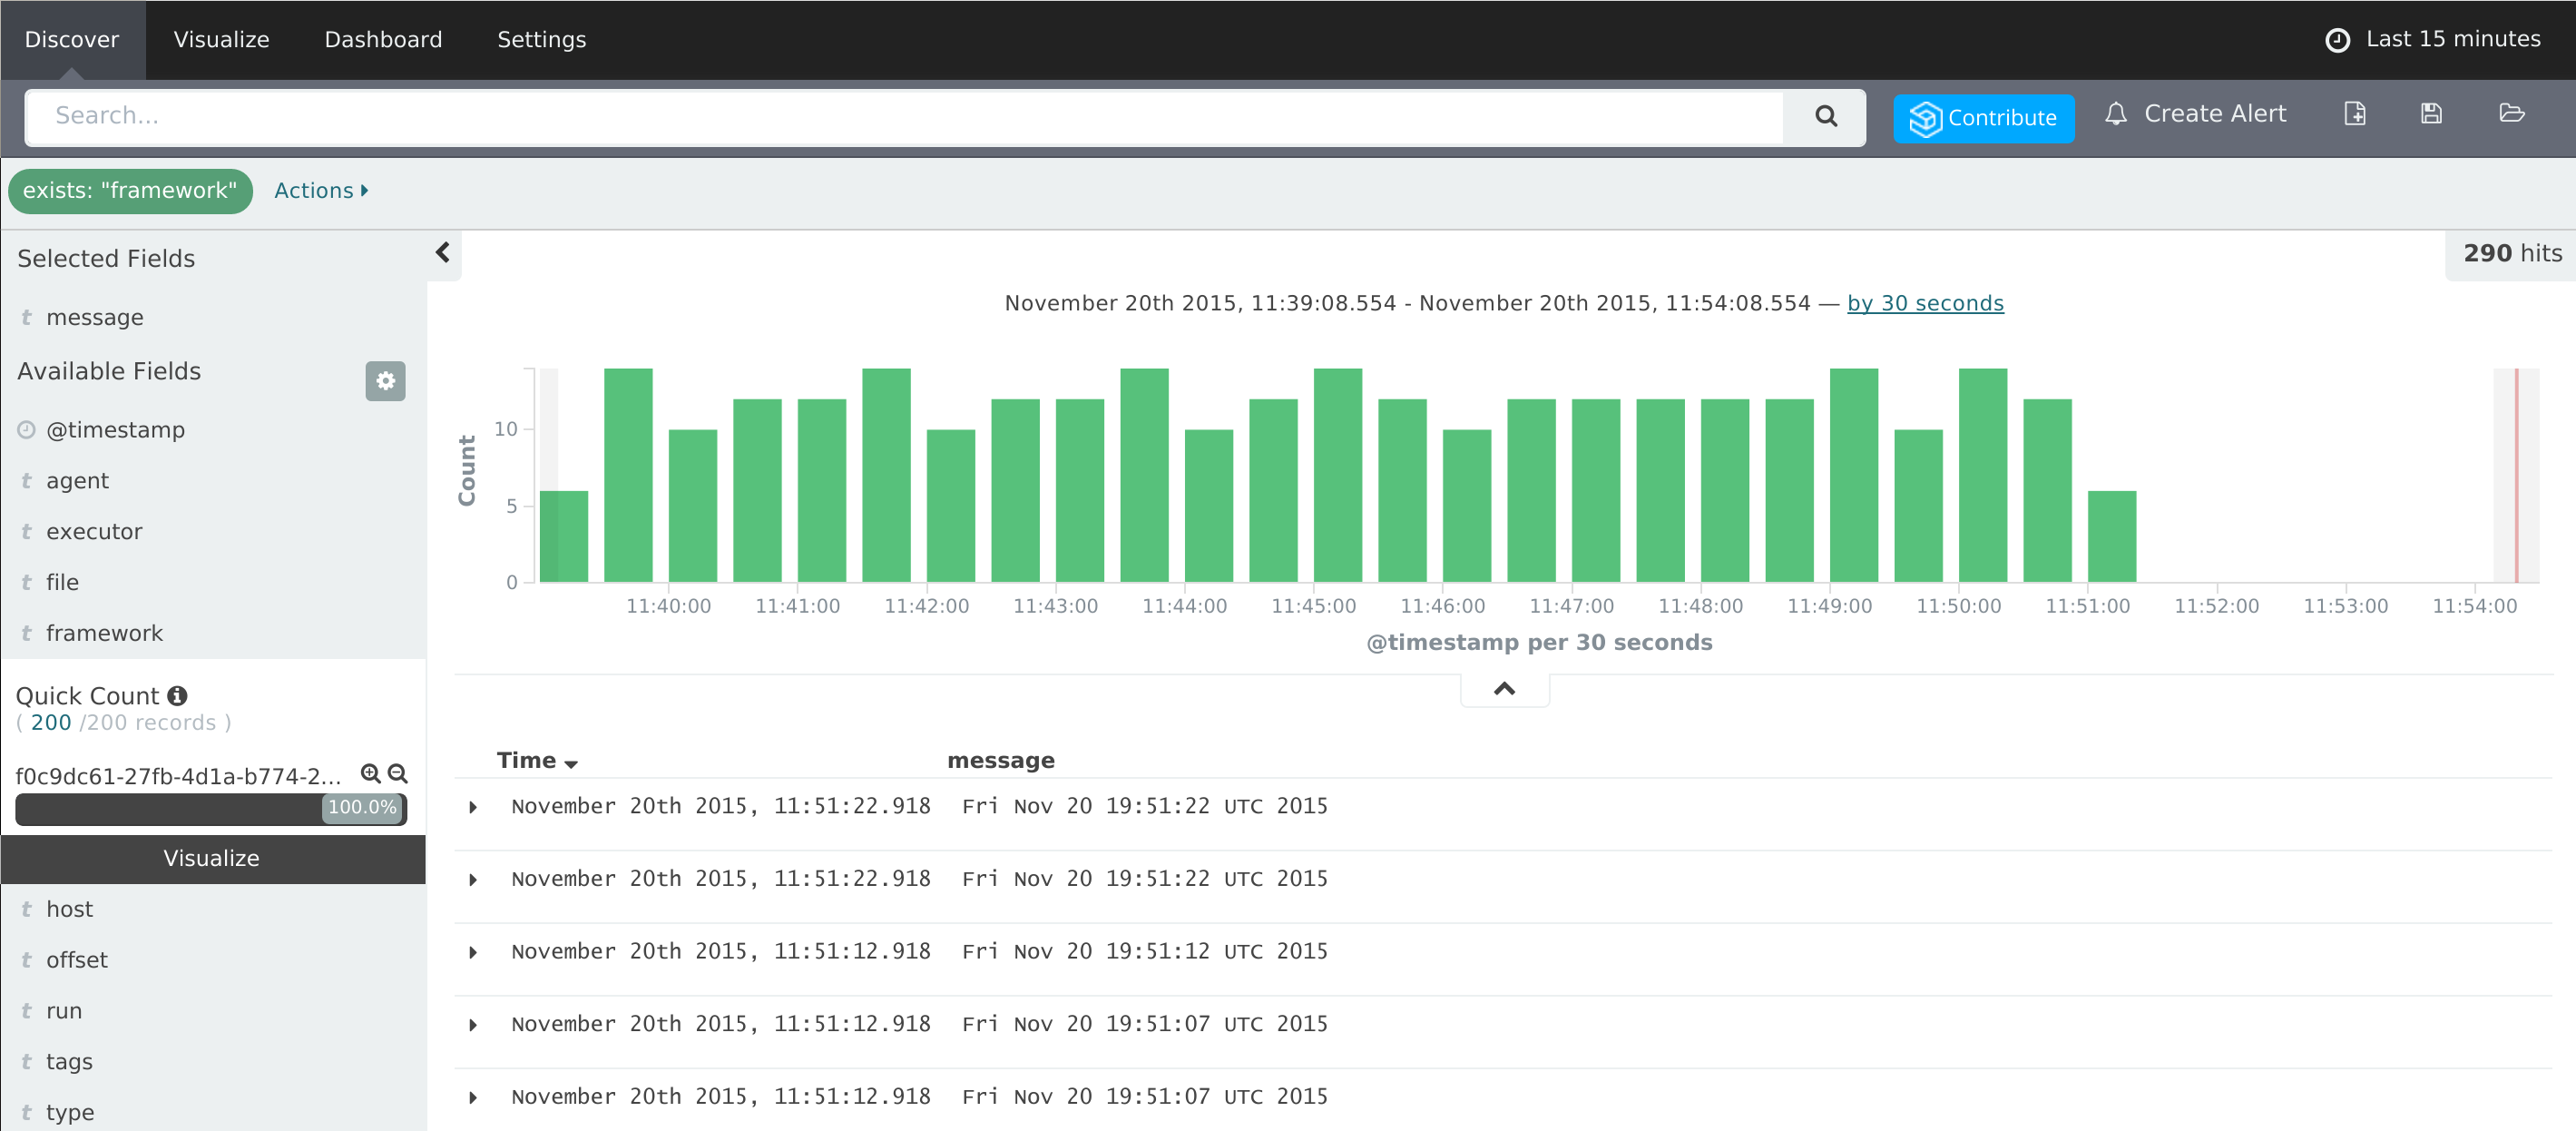 Discover Visualize Dashboard Settings Last 15 minutes
Search... Contribute Create Alert
exists: "framework" Actions
Selected Fields
t message
Available Fields
@timestamp
t agent
t executor
t file
t framework
Quick Count
( 200 /200 records )
f0c9dc61-27fb-4d1a-b774-2...
100.0%
Visualize
t host
t offset
t run
t tags
t type
290 hits
November 20th 2015, 11:39:08.554 - November 20th 2015, 11:54:08.554 — by 30 seconds
Count
10
5
0
11:40:00 11:41:00 11:42:00 11:43:00 11:44:00 11:45:00 11:46:00 11:47:00 11:48:00 11:49:00 11:50:00 11:51:00 11:52:00 11:53:00 11:54:00
@timestamp per 30 seconds
Time message
November 20th 2015, 11:51:22.918 Fri Nov 20 19:51:22 UTC 2015
November 20th 2015, 11:51:22.918 Fri Nov 20 19:51:22 UTC 2015
November 20th 2015, 11:51:12.918 Fri Nov 20 19:51:12 UTC 2015
November 20th 2015, 11:51:12.918 Fri Nov 20 19:51:07 UTC 2015
November 20th 2015, 11:51:12.918 Fri Nov 20 19:51:07 UTC 2015